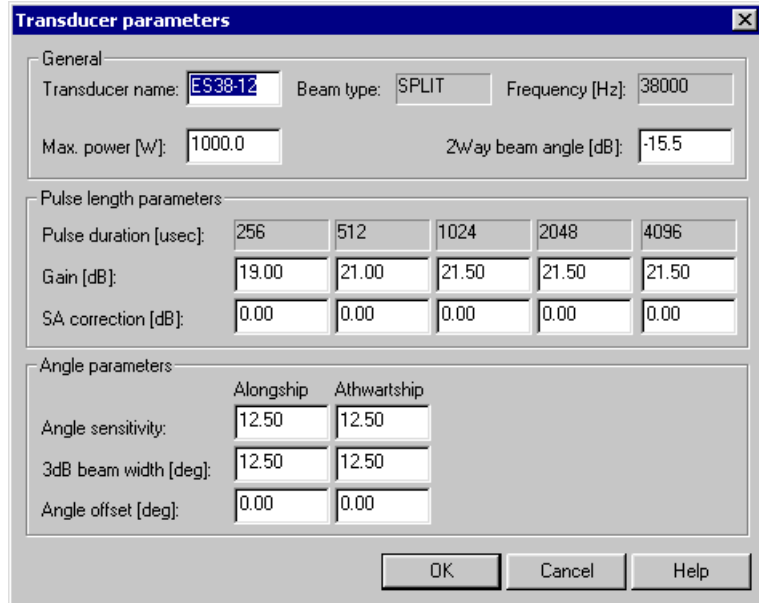 Transducer parameters
General
Transducer name: ES38-12 Beam type: SPLIT Frequency [Hz]: 38000
Max. power [W]: 1000.0 2Way beam angle [dB]: -15.5
Pulse length parameters
Pulse duration [usec]: 256 512 1024 2048 4096
Gain [dB]: 19.00 21.00 21.50 21.50 21.50
SA correction [dB]: 0.00 0.00 0.00 0.00 0.00
Angle parameters
Alongship Athwartship
Angle sensitivity: 12.50 12.50
3dB beam width [deg]: 12.50 12.50
Angle offset [deg]: 0.00 0.00
OK Cancel Help